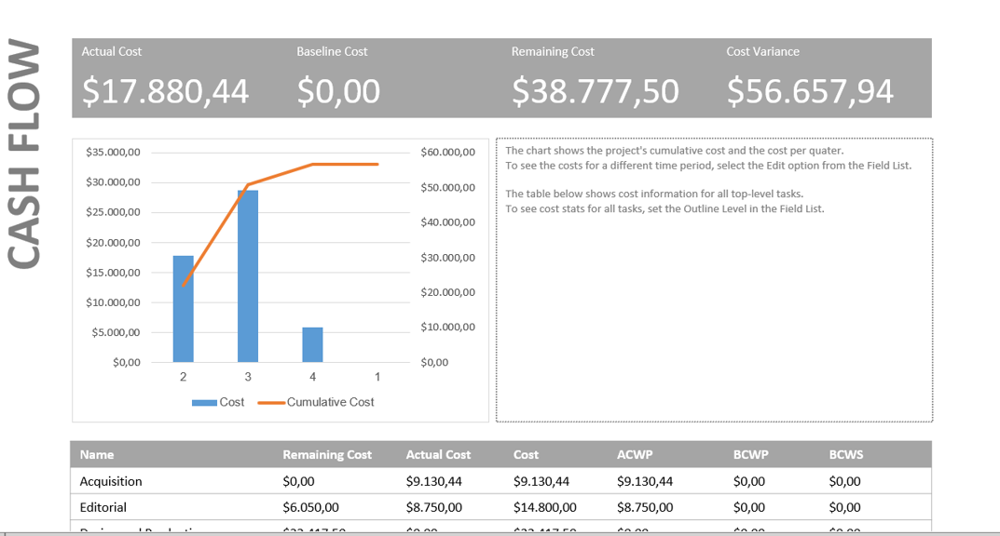 CASH FLOW
Actual Cost Baseline Cost Remaining Cost Cost Variance
$17.880,44 $0,00 $38.777,50 $56.657,94
$35.000,00
$30.000,00
$25.000,00
$20.000,00
$15.000,00
$10.000,00
$5.000,00
$0,00
$60.000,00
$50.000,00
$40.000,00
$30.000,00
$20.000,00
$10.000,00
$0,00
2 3 4 1
Cost Cumulative Cost
The chart shows the project's cumulative cost and the cost per quater.
To see the costs for a different time period, select the Edit option from the Field List.
The table below shows cost information for all top-level tasks.
To see cost stats for all tasks, set the Outline Level in the Field List.
Name Remaining Cost Actual Cost Cost ACWP BCWP BCWS
Acquisition $0,00 $9.130,44 $9.130,44 $9.130,44 $0,00 $0,00
Editorial $6.050,00 $8.750,00 $14.800,00 $8.750,00 $0,00 $0,00